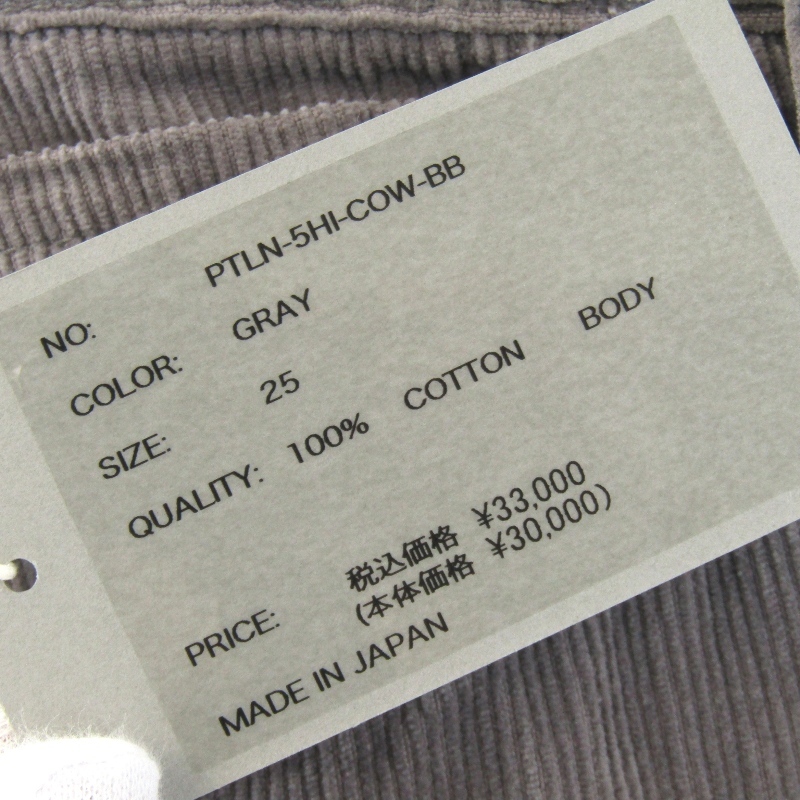 NO: PTLN-5HI-COW-BB
COLOR: GRAY
SIZE: 25
QUALITY: 100% COTTON BODY
税込価格 ¥33,000
PRICE: (本体価格 ¥30,000)
MADE IN JAPAN